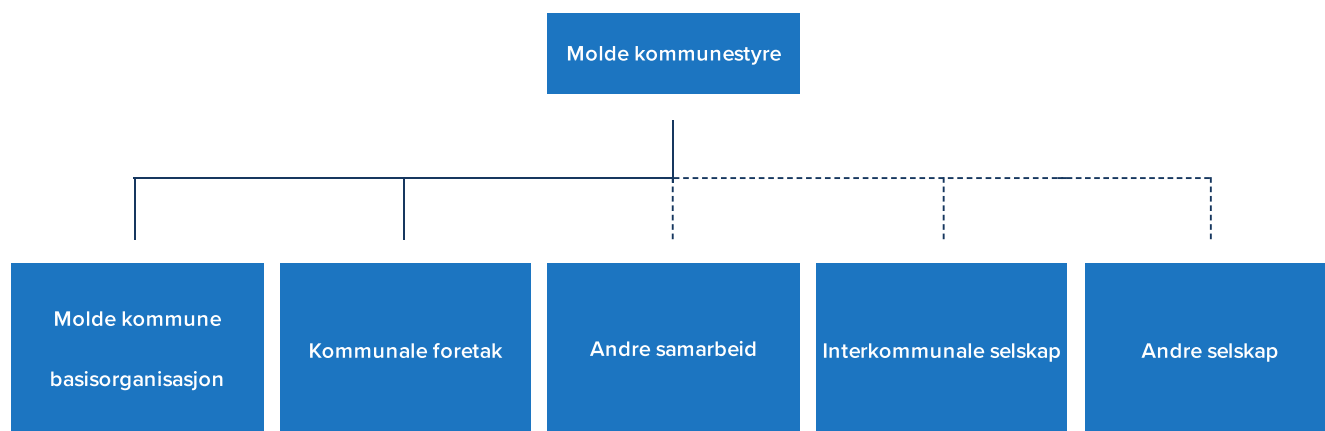 Molde kommunestyre
Molde kommune
basisorganisasjon
Kommunale foretak
Andre samarbeid
Interkommunale selskap
Andre selskap